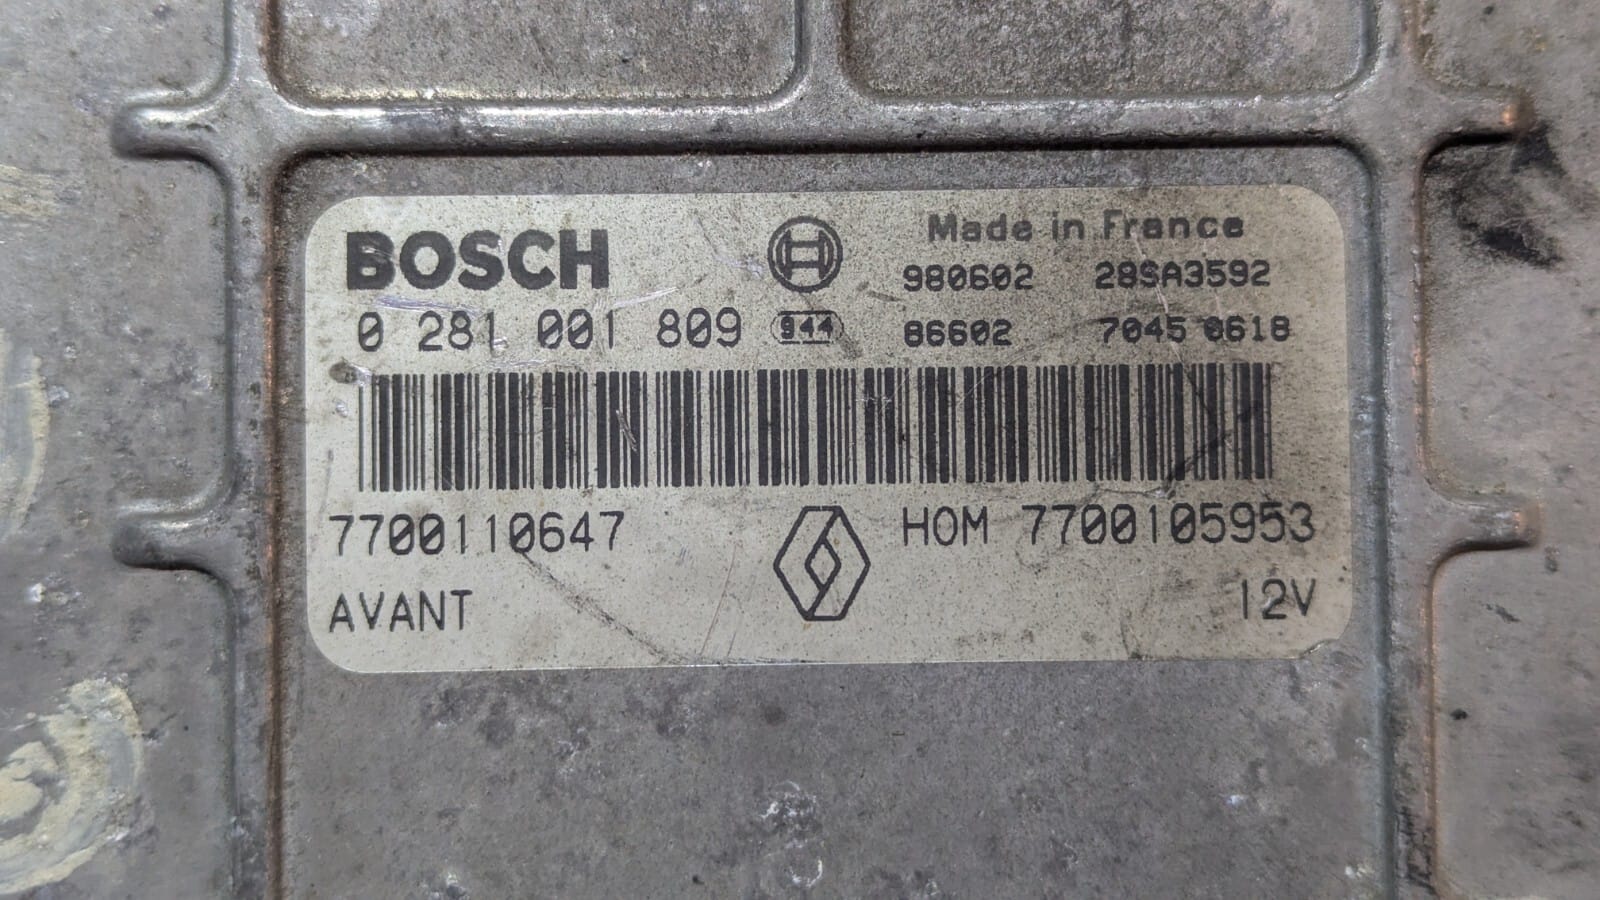 BOSCH
Made in France
980602 28SA3592
0 281 001 809 944 86602 7045 0618
7700110647 HOM 7700105953
AVANT 12V